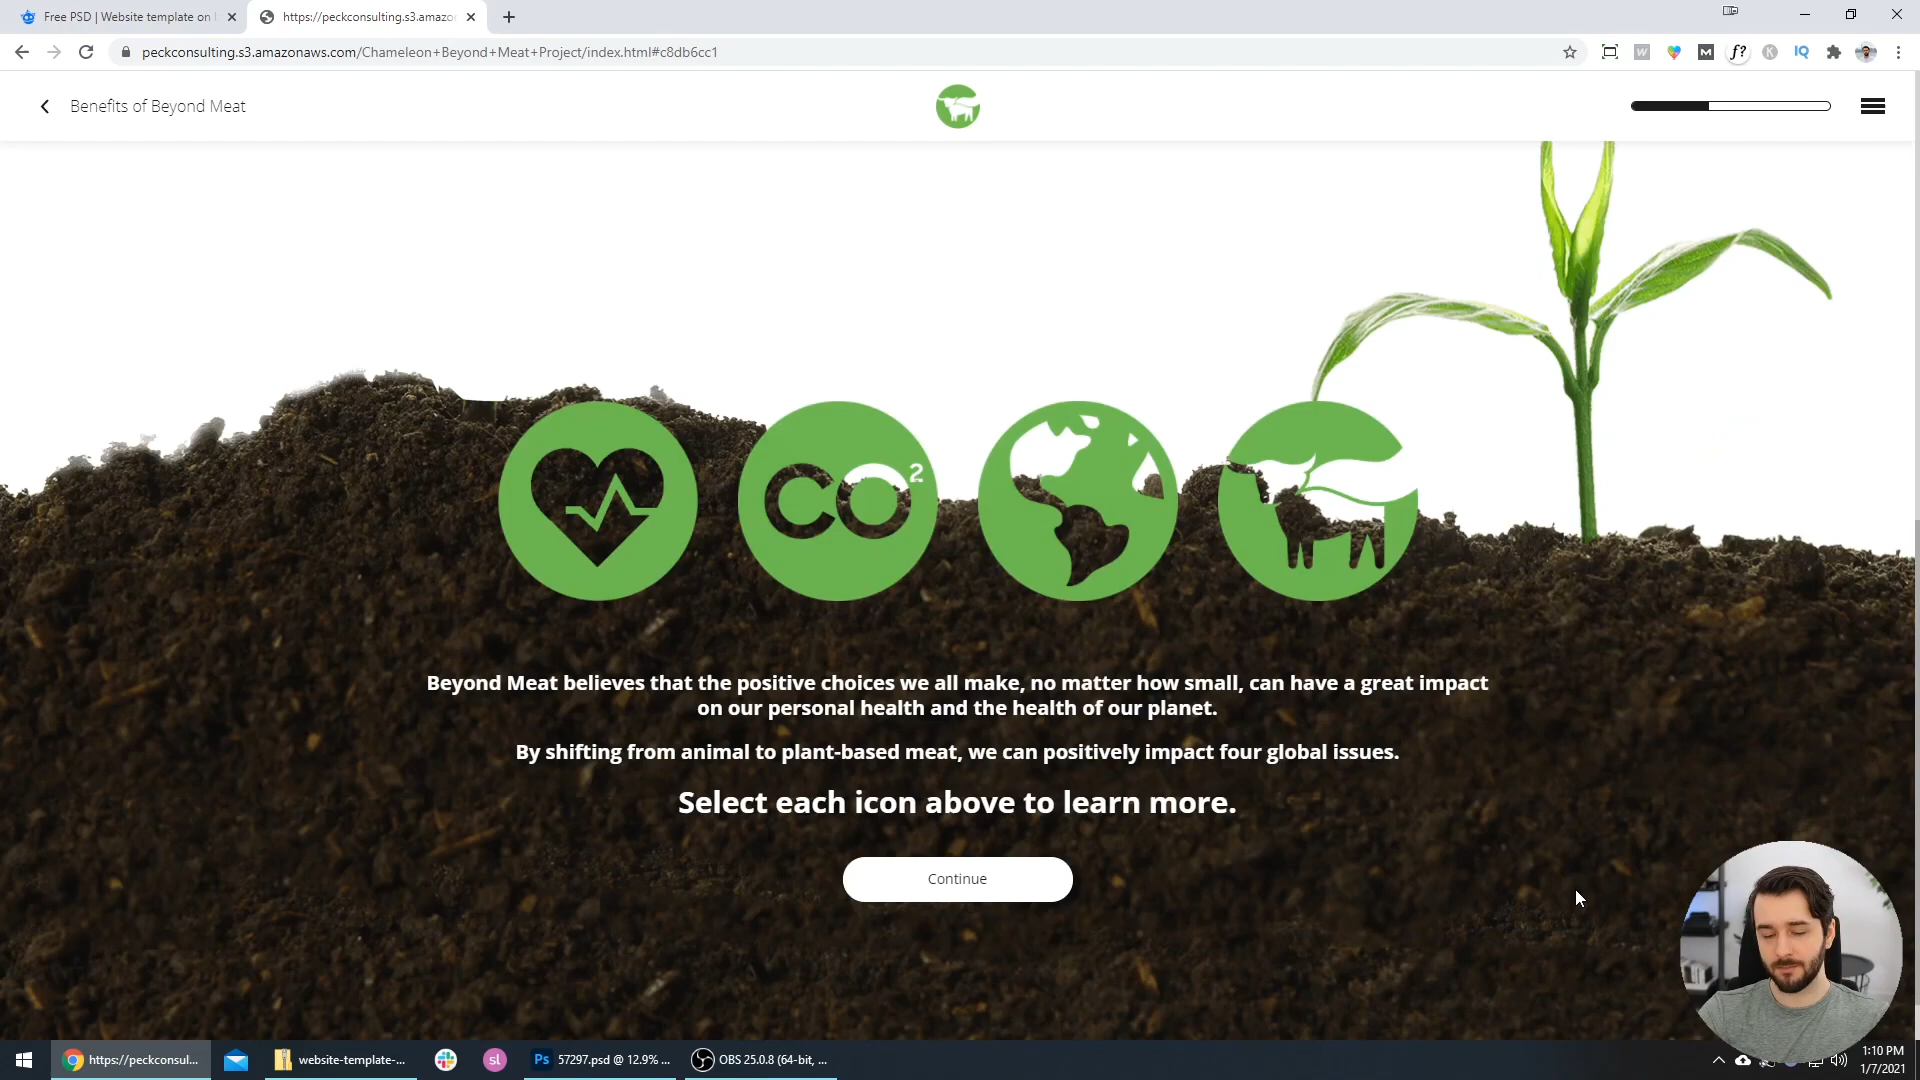 Free PSD | Website template on
https://peckconsulting.s3.amazo
peckconsulting.s3.amazonaws.com/Chameleon+Beyond+Meat+Project/index.html#c8db6cc1
W
M
f?
K
IQ
Benefits of Beyond Meat
CO2
Beyond Meat believes that the positive choices we all make, no matter how small, can have a great impact
on our personal health and the health of our planet.
By shifting from animal to plant-based meat, we can positively impact four global issues.
Select each icon above to learn more.
Continue
https://peckconsul...
website-template-...
sl
Ps
57297.psd @ 12.9% ...
OBS 25.0.8 (64-bit, ...
1:10 PM
1/7/2021